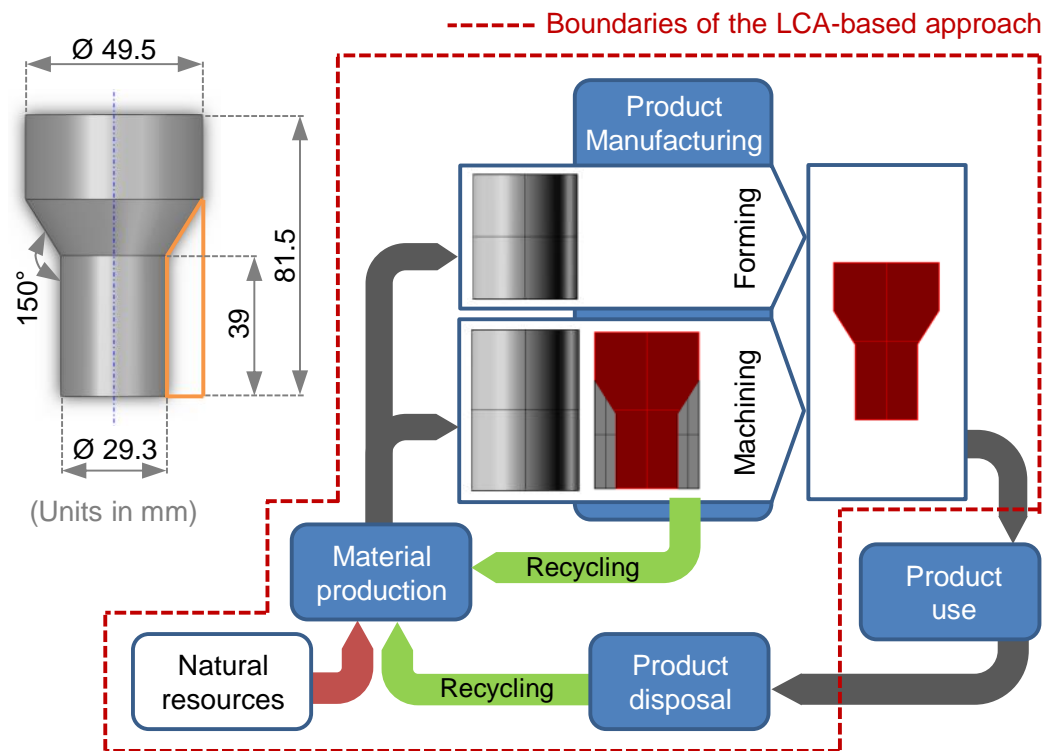 Boundaries of the LCA-based approach
Ø 49.5
81.5
39
150°
Ø 29.3
(Units in mm)
Product
Manufacturing
Forming
Machining
Recycling
Material
production
Product
use
Natural
resources
Recycling
Product
disposal